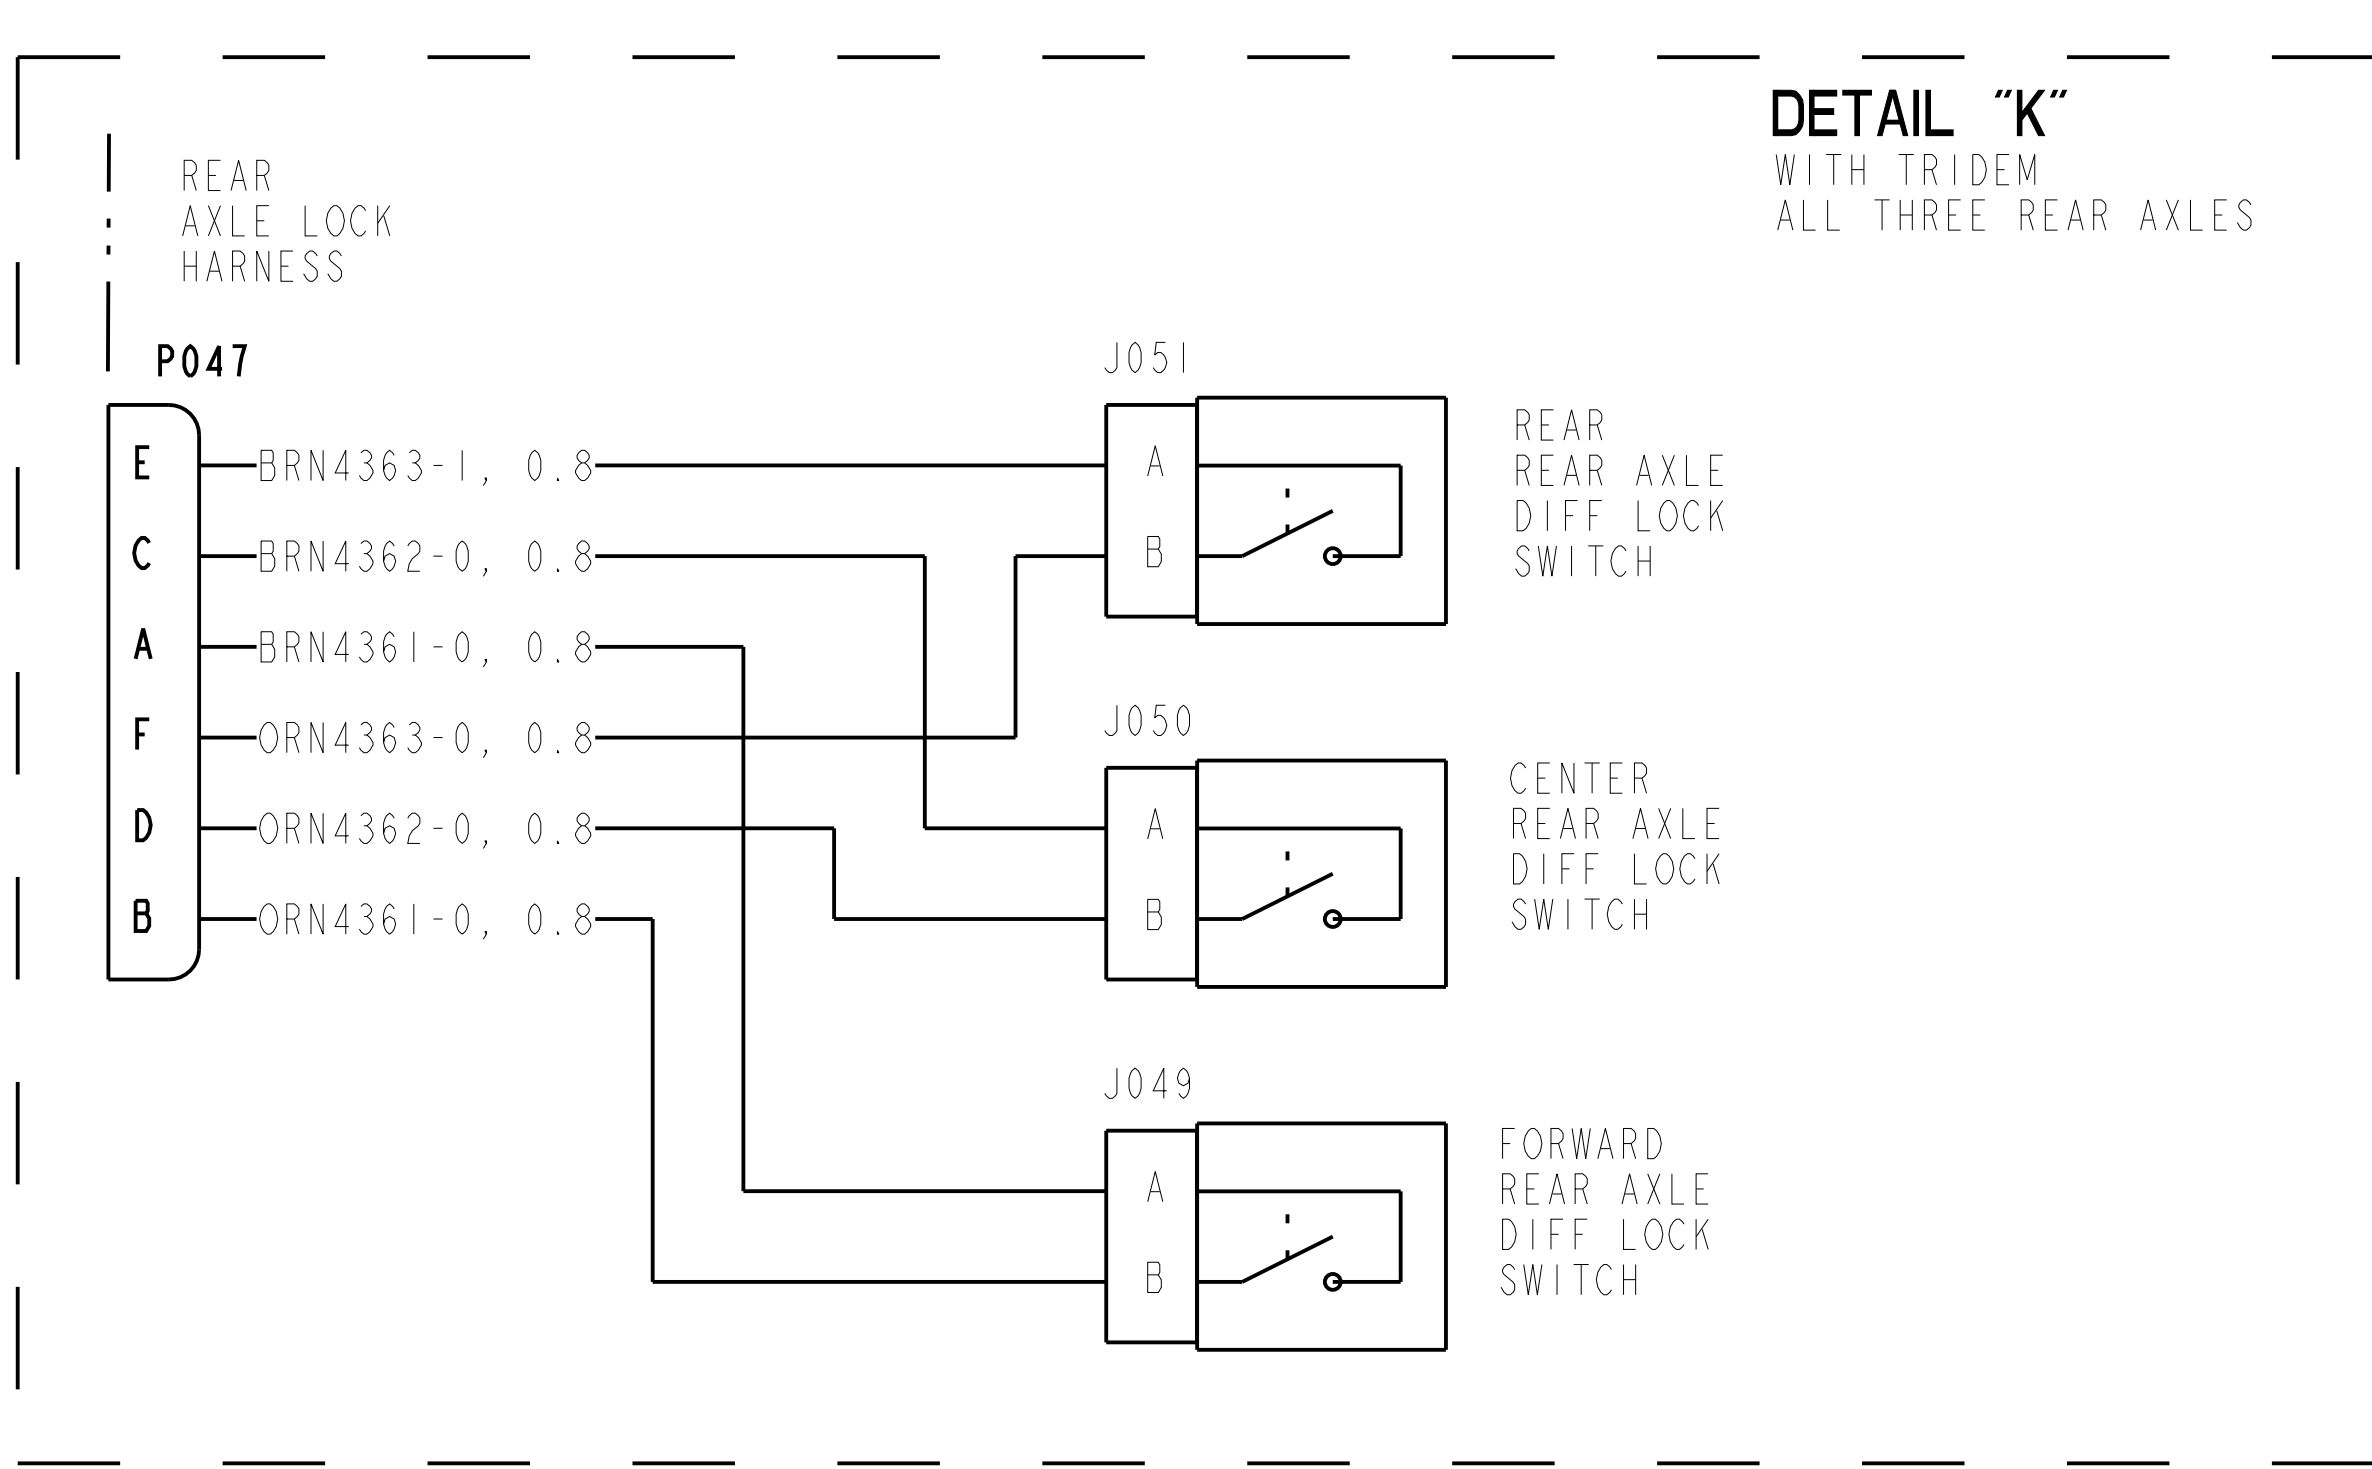 DETAIL "K"
WITH TRIDEM
ALL THREE REAR AXLES
REAR
AXLE LOCK
HARNESS
P047
E
BRN4363-1, 0.8
C
BRN4362-0, 0.8
A
BRN4361-0, 0.8
F
ORN4363-0, 0.8
D
ORN4362-0, 0.8
B
ORN4361-0, 0.8
J051
A
B
REAR
REAR AXLE
DIFF LOCK
SWITCH
J050
A
B
CENTER
REAR AXLE
DIFF LOCK
SWITCH
J049
A
B
FORWARD
REAR AXLE
DIFF LOCK
SWITCH